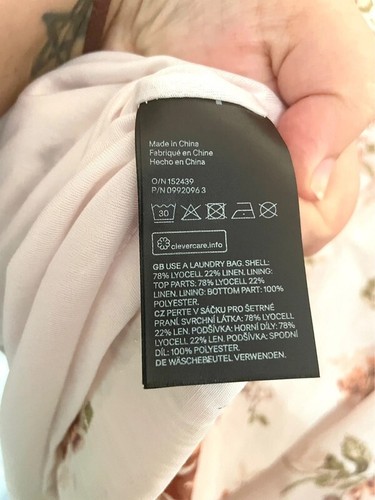 Made in China
Fabriqué en Chine
Hecho en China
O/N 152439
P/N 0992096 3
30
clevercare.info
GB USE A LAUNDRY BAG. SHELL:
78% LYOCELL 22% LINEN. LINING:
TOP PARTS: 78% LYOCELL 22%
LINEN. LINING: BOTTOM PART: 100%
POLYESTER.
CZ PERTE V SÁČKU PRO ŠETRNÉ
PRANÍ. SVRCHNÍ LÁTKA: 78% LYOCELL
22% LEN. PODŠÍVKA: HORNÍ DÍLY: 78%
LYOCELL 22% LEN. PODŠÍVKA: SPODNÍ
DÍL: 100% POLYESTER.
DE WÄSCHEBEUTEL VERWENDEN.